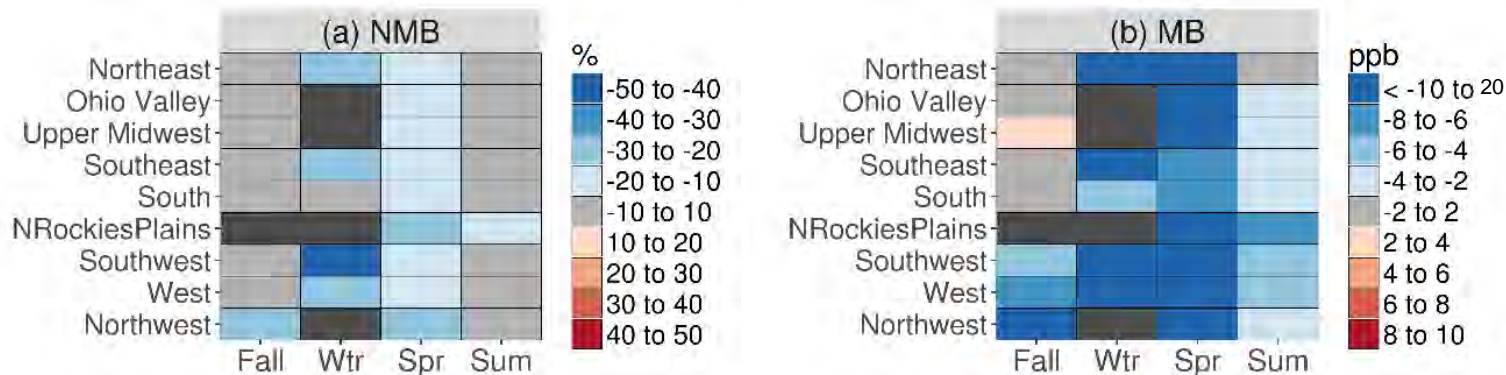 (a) NMB
Northeast
Ohio Valley
Upper Midwest
Southeast
South
NRockiesPlains
Southwest
West
Northwest
Fall Wtr Spr Sum
%
-50 to -40
-40 to -30
-30 to -20
-20 to -10
-10 to 10
10 to 20
20 to 30
30 to 40
40 to 50
(b) MB
Northeast
Ohio Valley
Upper Midwest
Southeast
South
NRockiesPlains
Southwest
West
Northwest
Fall Wtr Spr Sum
ppb
< -10 to 20
-8 to -6
-6 to -4
-4 to -2
-2 to 2
2 to 4
4 to 6
6 to 8
8 to 10